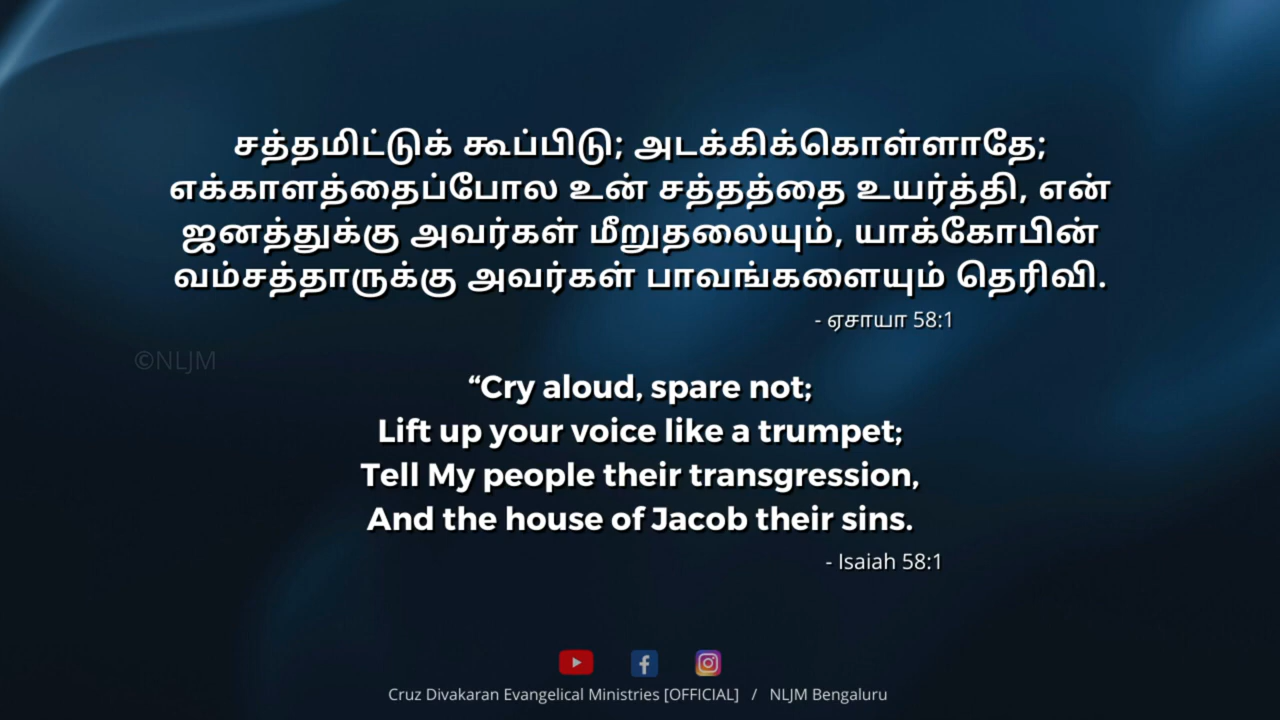 சத்தமிட்டுக் கூப்பிடு; அடக்கிக்கொள்ளாதே;
எக்காளத்தைப்போல உன் சத்தத்தை உயர்த்தி, என்
ஜனத்துக்கு அவர்கள் மீறுதலையும், யாக்கோபின்
வம்சத்தாருக்கு அவர்கள் பாவங்களையும் தெரிவி.
- ஏசாயா 58:1
©NLJM
“Cry aloud, spare not;
Lift up your voice like a trumpet;
Tell My people their transgression,
And the house of Jacob their sins.
- Isaiah 58:1
Cruz Divakaran Evangelical Ministries [OFFICIAL] / NLJM Bengaluru